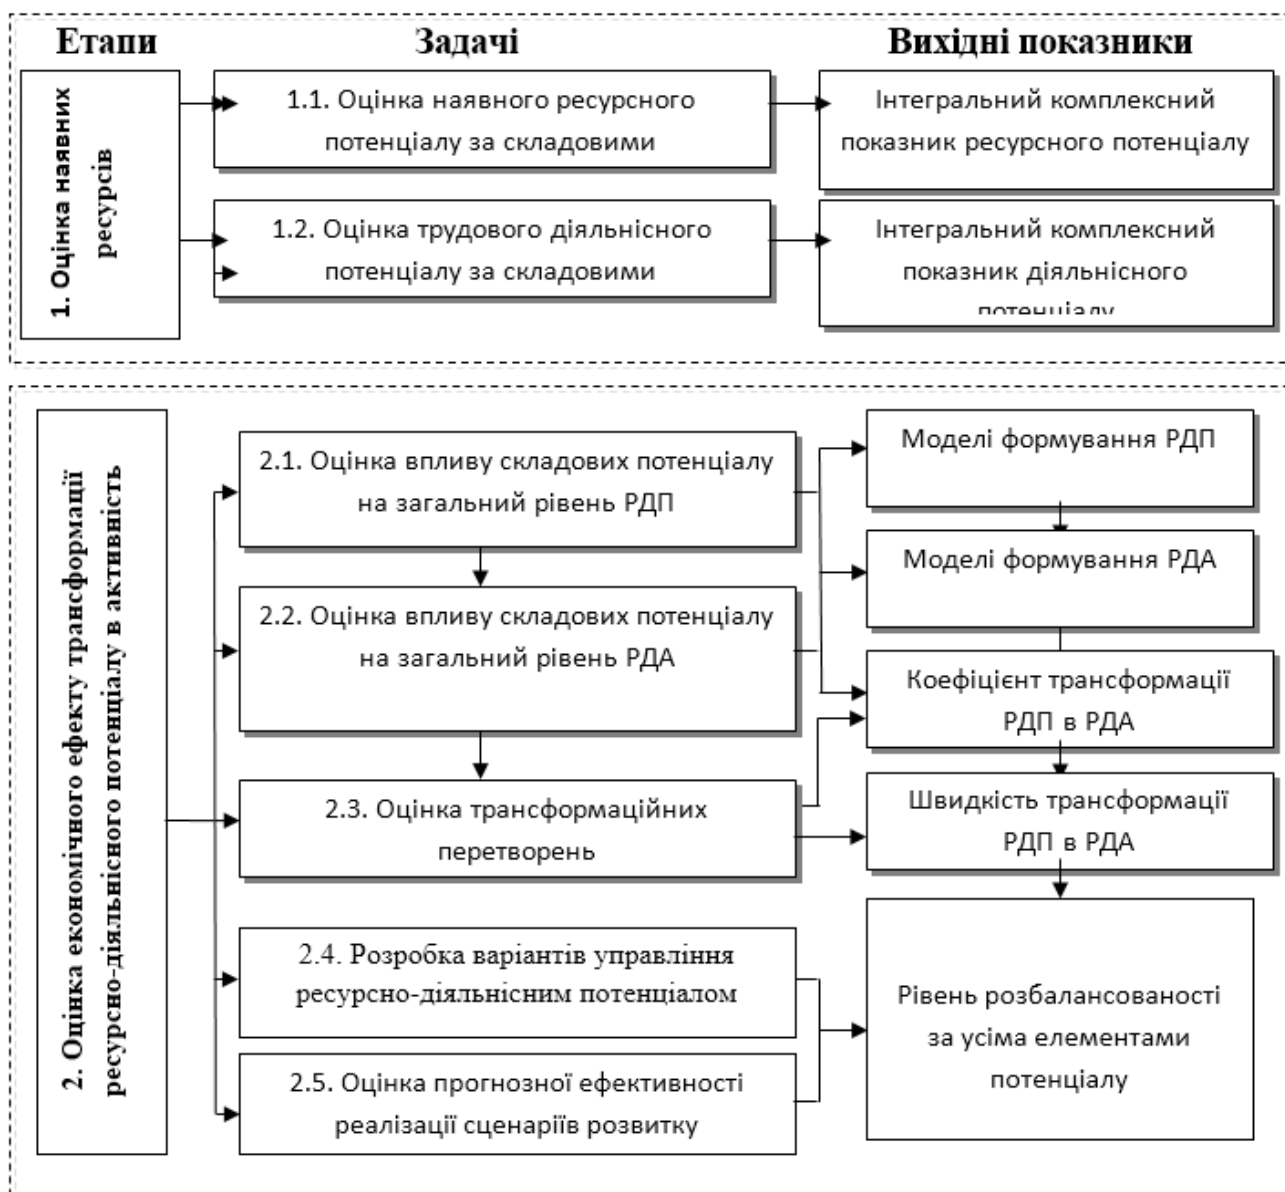 Етапи
Задачі
Вихідні показники
1. Оцінка наявних
ресурсів
1.1. Оцінка наявного ресурсного
потенціалу за складовими
Інтегральний комплексний
показник ресурсного потенціалу
1.2. Оцінка трудового діяльнісного
потенціалу за складовими
Інтегральний комплексний
показник діяльнісного
потенціалу
2. Оцінка економічного ефекту трансформації
ресурсно-діяльнісного потенціалу в активність
2.1. Оцінка впливу складових потенціалу
на загальний рівень РДП
Моделі формування РДП
Моделі формування РДА
2.2. Оцінка впливу складових потенціалу
на загальний рівень РДА
Коефіцієнт трансформації
РДП в РДА
2.3. Оцінка трансформаційних
перетворень
Швидкість трансформації
РДП в РДА
2.4. Розробка варіантів управління
ресурсно-діяльнісним потенціалом
2.5. Оцінка прогнозної ефективності
реалізації сценаріїв розвитку
Рівень розбалансованості
за усіма елементами
потенціалу